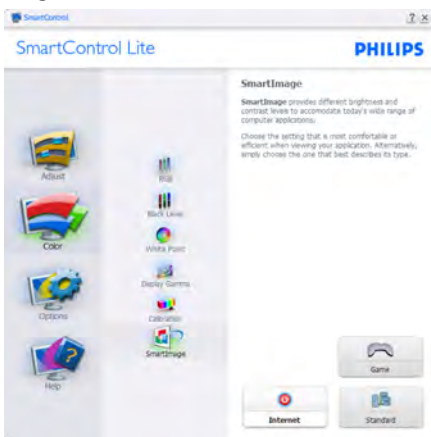 SmartControl
SmartControl Lite
PHILIPS
Adjust
Color
Options
Help
RGB
Black Level
White Point
Display Gamma
Calibration
SmartImage
SmartImage
SmartImage provides different brightness and
contrast levels to accomodate today's wide range of
computer applications.
Choose the setting that is most comfortable or
efficient when viewing your application. Alternatively,
simply choose the one that best describes its type.
Game
Internet
Standard